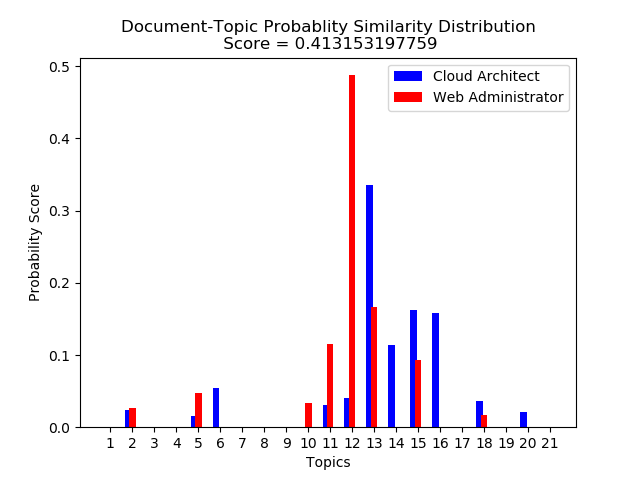 Document-Topic Probablity Similarity Distribution
Score = 0.413153197759
Cloud Architect
Web Administrator
Probability Score
0.5
0.4
0.3
0.2
0.1
0.0
1 2 3 4 5 6 7 8 9 10 11 12 13 14 15 16 17 18 19 20 21
Topics